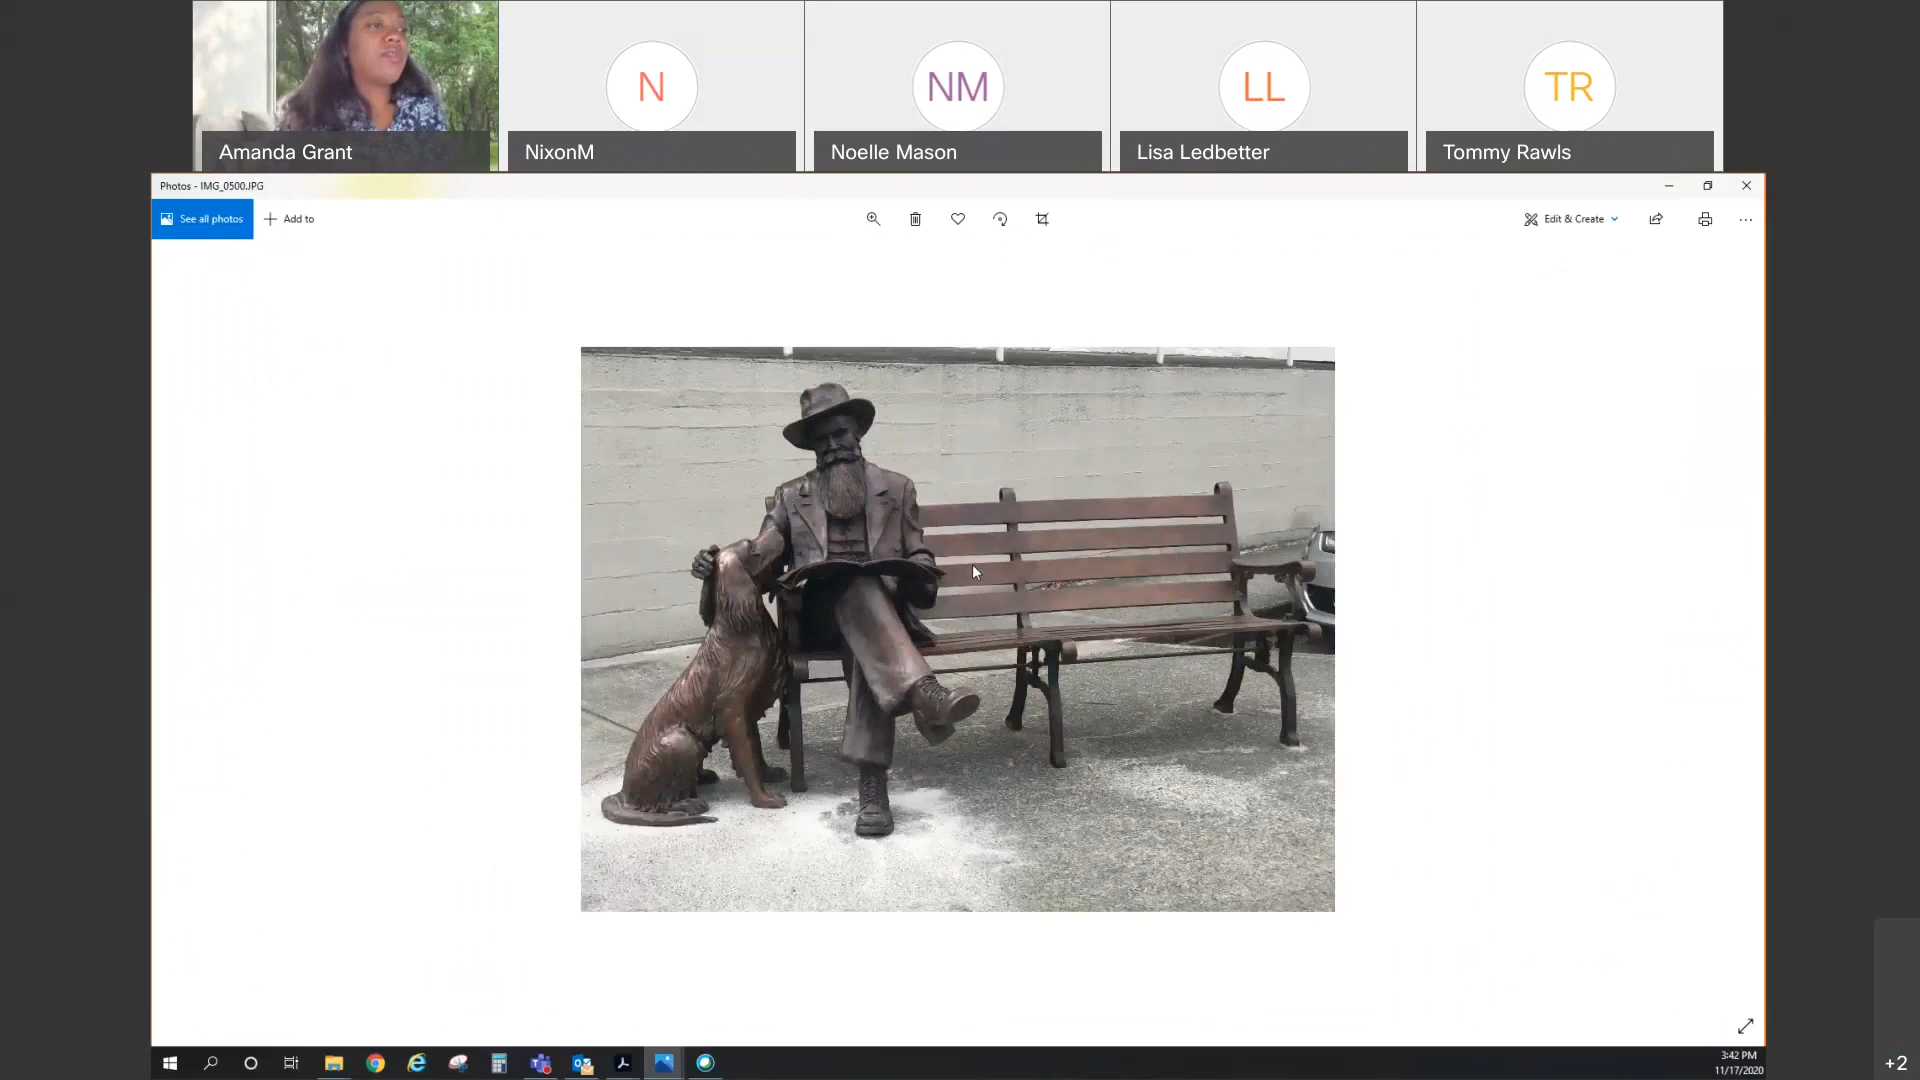 N
NM
LL
TR
Amanda Grant
NixonM
Noelle Mason
Lisa Ledbetter
Tommy Rawls
Photos - IMG_0500.JPG
See all photos
Add to
Edit & Create
3:42 PM
11/17/2020
+2